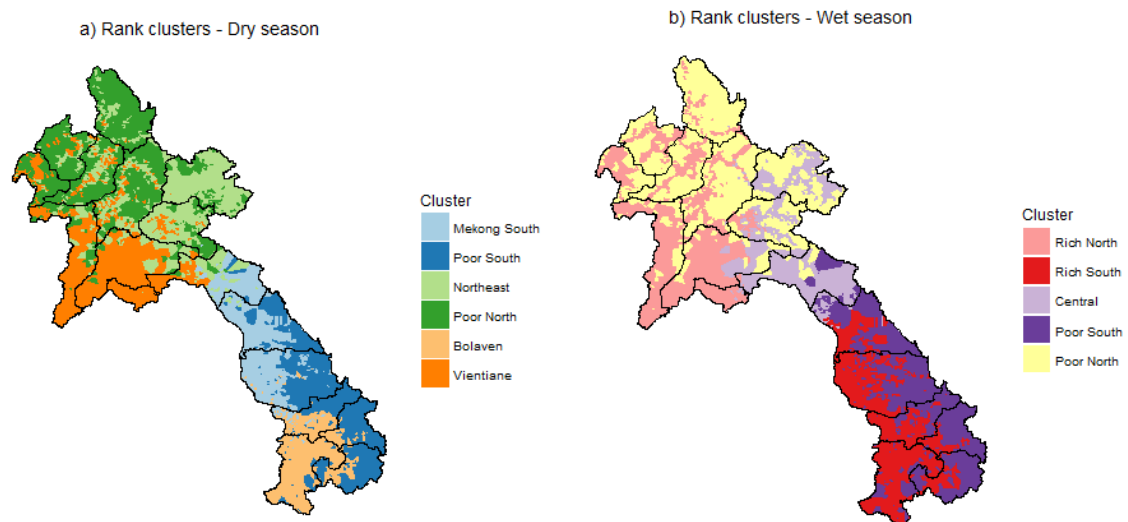 a) Rank clusters - Dry season
Cluster
Mekong South
Poor South
Northeast
Poor North
Bolaven
Vientiane
b) Rank clusters - Wet season
Cluster
Rich North
Rich South
Central
Poor South
Poor North